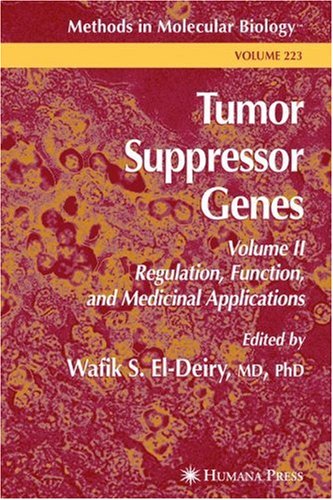 Methods in Molecular Biology™
VOLUME 223
Tumor
Suppressor
Genes
Volume II
Regulation, Function,
and Medicinal Applications
Edited by
Wafik S. El-Deiry, MD, PhD
HUMANA PRESS